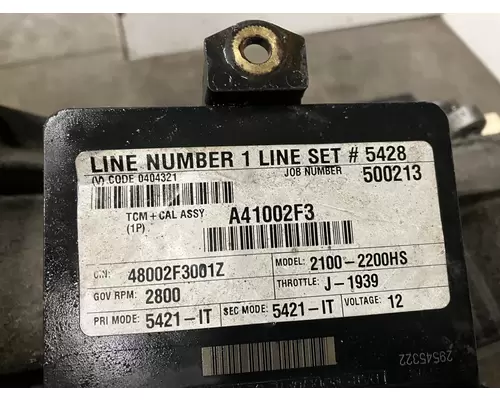 LINE NUMBER 1 LINE SET # 5428
(V) CODE 0404321
JOB NUMBER 500213
TCM + CAL ASSY
(1P)
A41002F3
C.N: 48002F3001Z
MODEL: 2100-2200HS
GOV RPM: 2800
THROTTLE: J-1939
PRI MODE: 5421-IT
SEC MODE: 5421-IT
VOLTAGE: 12
29545322